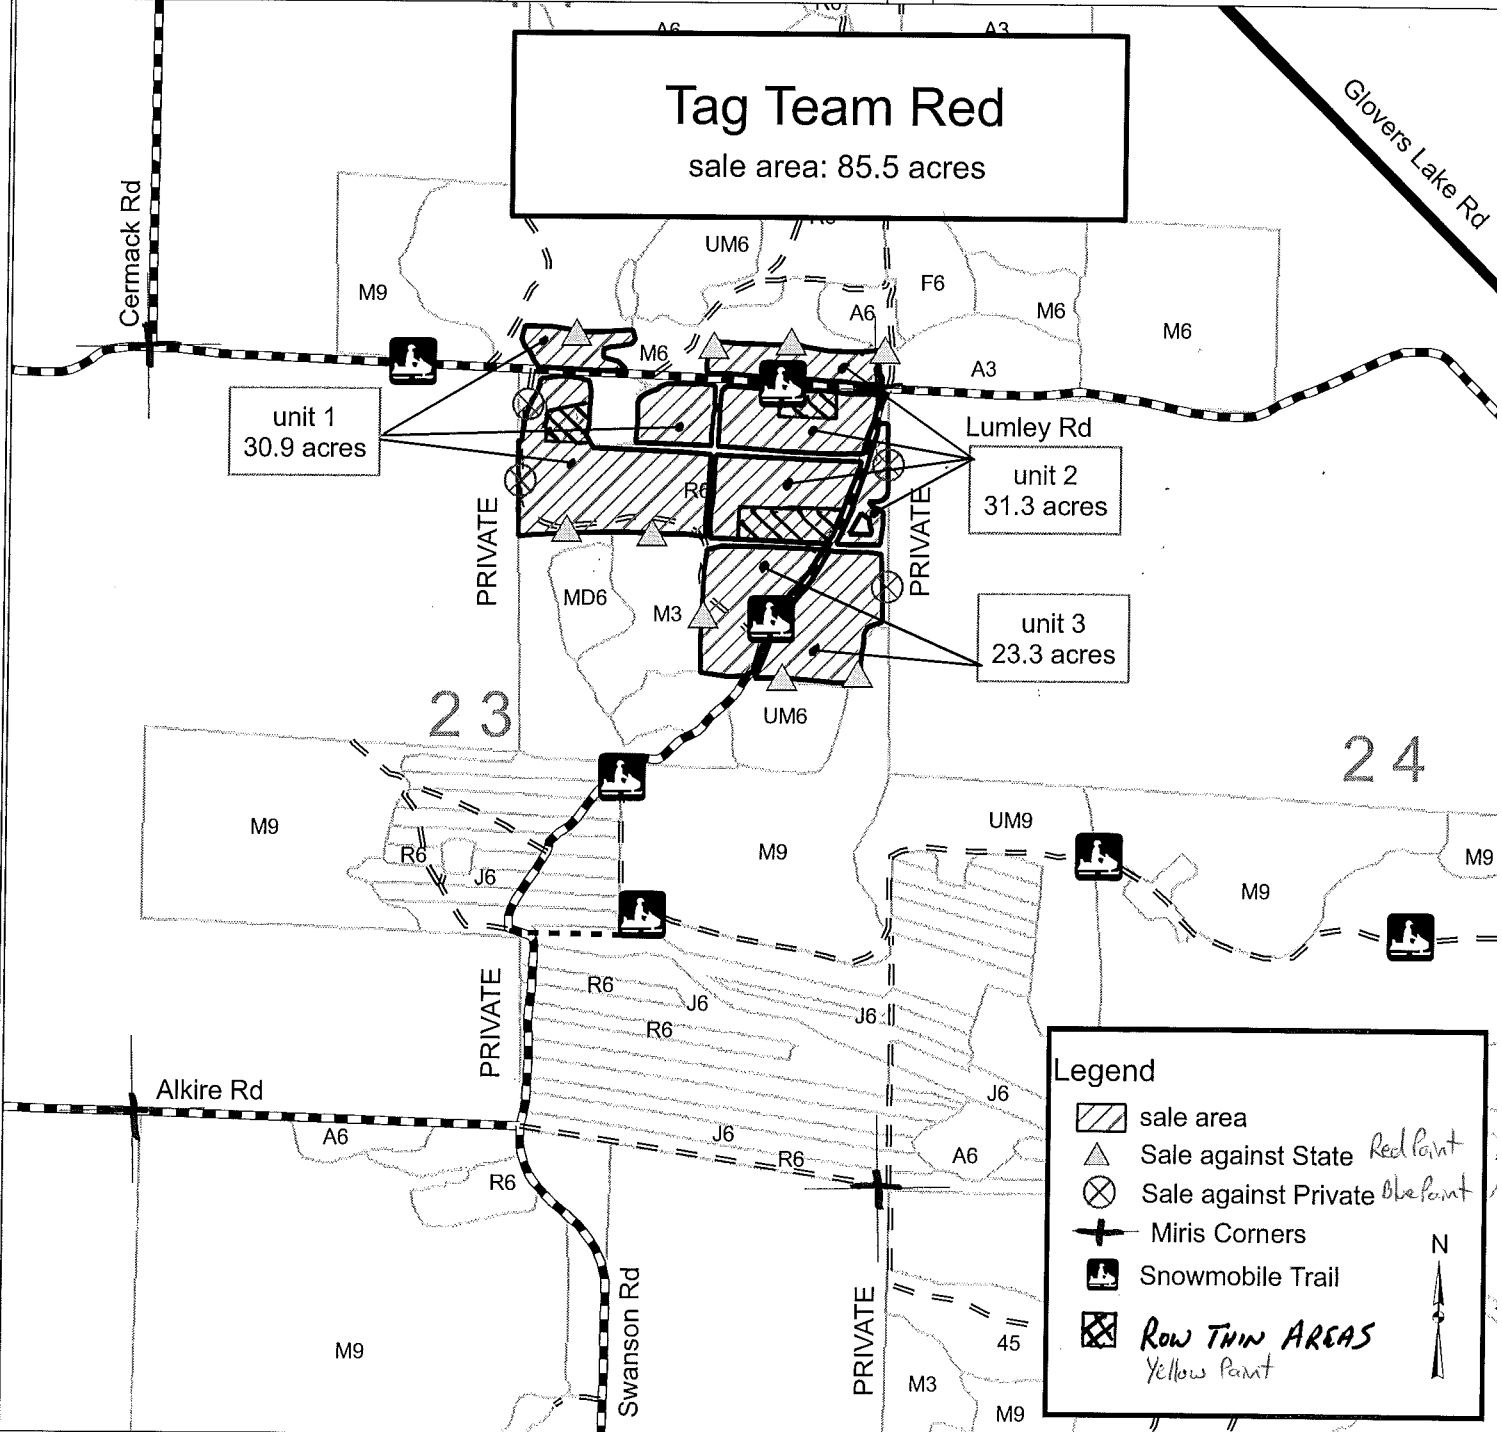 A6
A3
Tag Team Red
sale area: 85.5 acres
Glovers Lake Rd
Cermack Rd
UM6
M9
F6
A6
M6
M6
M6
A3
unit 1
30.9 acres
Lumley Rd
unit 2
31.3 acres
R6
PRIVATE
PRIVATE
MD6
M3
unit 3
23.3 acres
23
UM6
24
M9
UM9
M9
M9
M9
R6
J6
PRIVATE
R6
J6
R6
J6
J6
Alkire Rd
A6
J6
R6
A6
R6
Swanson Rd
PRIVATE
M9
45
M3
M9
Legend
sale area
Sale against State Red Paint
Sale against Private Blue Paint
Miris Corners
N
Snowmobile Trail
ROW THIN AREAS
Yellow Paint